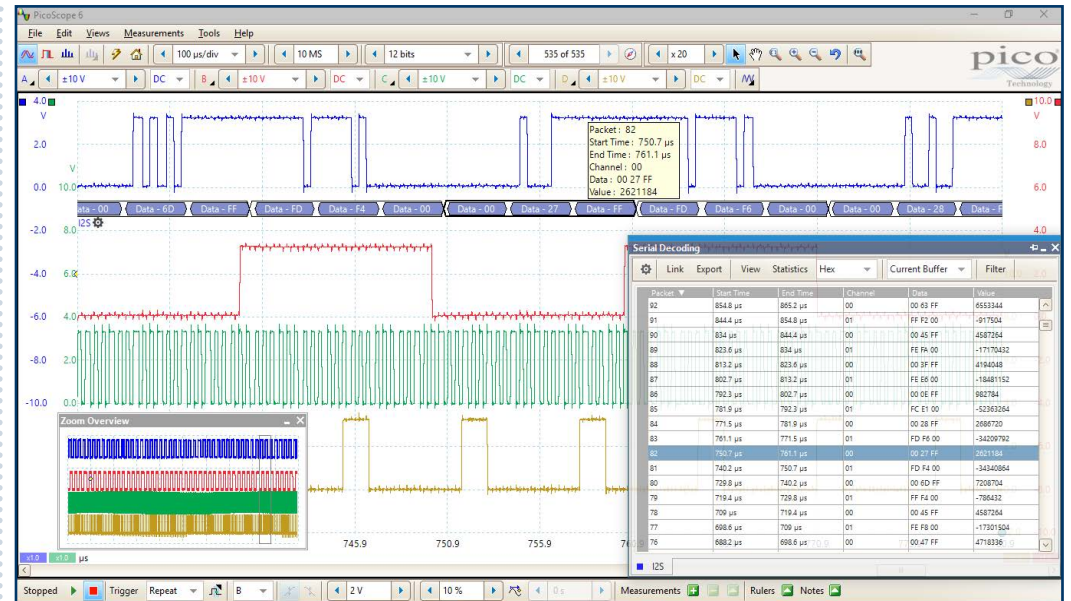 PicoScope 6
File Edit Views Measurements Tools Help
100 µs/div 10 MS 12 bits 535 of 535 x 20
pico
Technology
A ±10 V DC B ±10 V DC C ±10 V DC D ±10 V DC
4.0 10.0
V V
2.0 8.0
V
0.0 10.0 6.0
Packet : 82
Start Time : 750.7 µs
End Time : 761.1 µs
Channel : 00
Data : 00 27 FF
Value : 2621184
ata - 00 Data - 6D Data - FF Data - FD Data - F4 Data - 00 Data - 00 Data - 27 Data - FF Data - FD Data - F6 Data - 00 Data - 00 Data - 28 Data - F
I2S
-2.0 8.0 4.0
-4.0 6.0
-6.0 4.0
-8.0 2.0
-10.0 0.0
Serial Decoding
Link Export View Statistics Hex Current Buffer Filter
Packet Start Time End Time Channel Data Value
92 854.8 µs 865.2 µs 00 00 63 FF 6553344
91 844.4 µs 854.8 µs 01 FF F2 00 -917504
90 834 µs 844.4 µs 00 00 45 FF 4587264
89 823.6 µs 834 µs 01 FE FA 00 -17170432
88 813.2 µs 823.6 µs 00 00 3F FF 4194048
87 802.7 µs 813.2 µs 01 FE E6 00 -18481152
86 792.3 µs 802.7 µs 00 00 0E FF 982784
85 781.9 µs 792.3 µs 01 FC E1 00 -52363264
84 771.5 µs 781.9 µs 00 00 28 FF 2686720
83 761.1 µs 771.5 µs 01 FD F6 00 -34209792
82 750.7 µs 761.1 µs 00 00 27 FF 2621184
81 740.2 µs 750.7 µs 01 FD F4 00 -34340864
80 729.8 µs 740.2 µs 00 00 6D FF 7208704
79 719.4 µs 729.8 µs 01 FF F4 00 -786432
78 709 µs 719.4 µs 00 00 45 FF 4587264
77 698.6 µs 709 µs 01 FE F8 00 -17301504
76 688.2 µs 698.6 µs 00 00 47 FF 4718336
I2S
Zoom Overview
745.9 750.9 755.9
x1.0 x1.0 µs
Stopped Trigger Repeat B 2 V 10 % 0 s Measurements Rulers Notes